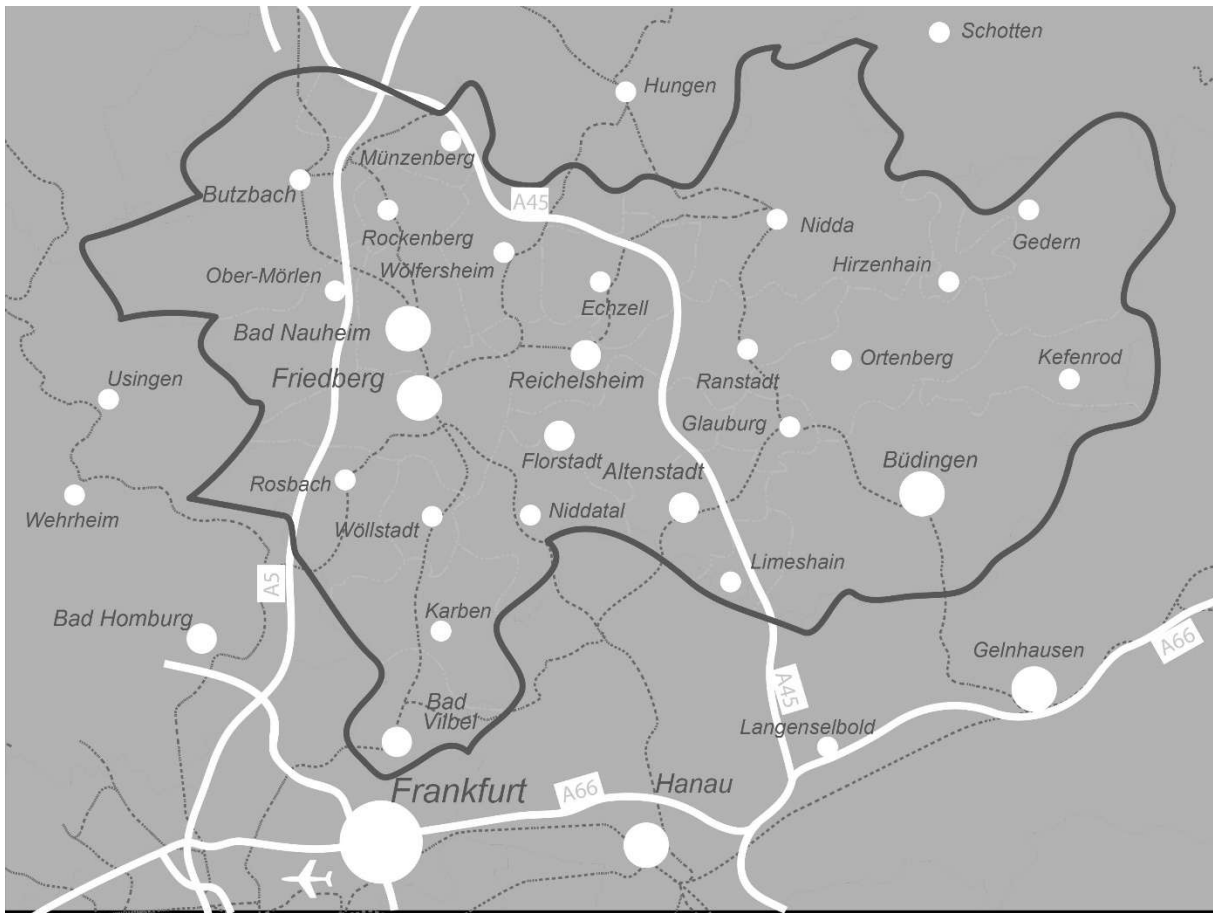 Schotten
Hungen
Münzenberg
Butzbach
A45
Rockenberg
Nidda
Gedern
Wölfersheim
Hirzenhain
Ober-Mörlen
Echzell
Bad Nauheim
Usingen
Friedberg
Reichelsheim
Ranstadt
Ortenberg
Kefenrod
Glauburg
Florstadt
Altenstadt
Büdingen
Rosbach
Wehrheim
Wöllstadt
Niddatal
Limeshain
A5
Bad Homburg
Karben
Gelnhausen
A66
A45
Bad
Vilbel
Langenselbold
Frankfurt
A66
Hanau